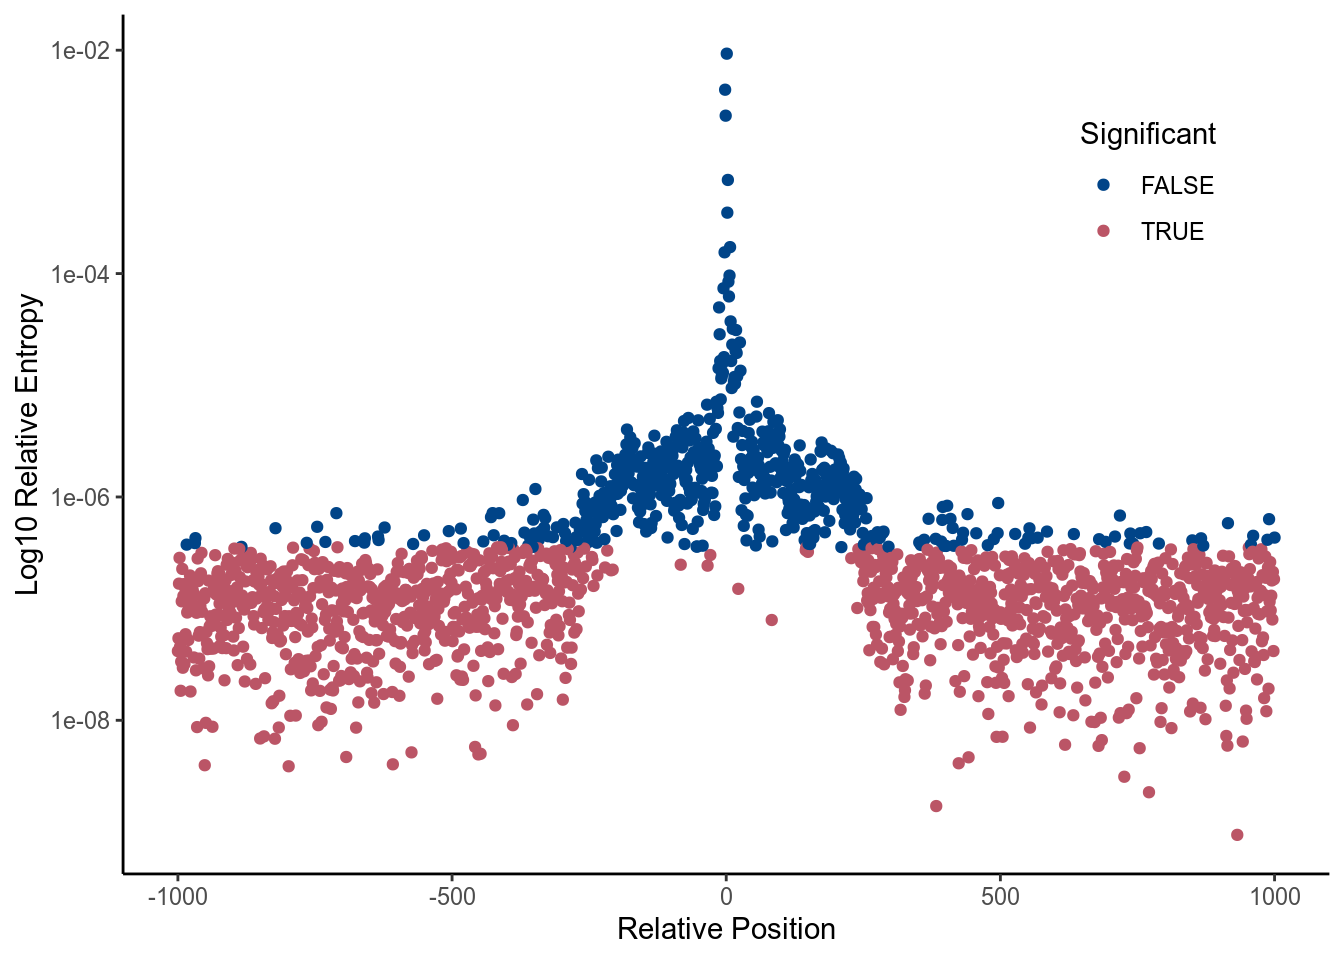 1e-02
1e-04
1e-06
1e-08
Log10 Relative Entropy
Significant
FALSE
TRUE
-1000
-500
0
500
1000
Relative Position